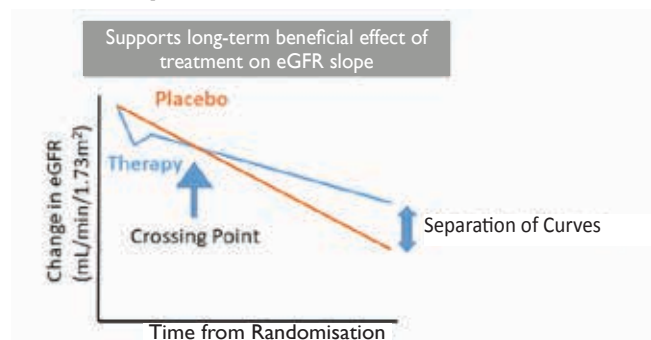 Supports long-term beneficial effect of
treatment on eGFR slope
Placebo
Therapy
Crossing Point
Separation of Curves
Change in eGFR
(mL/min/1.73m²)
Time from Randomisation